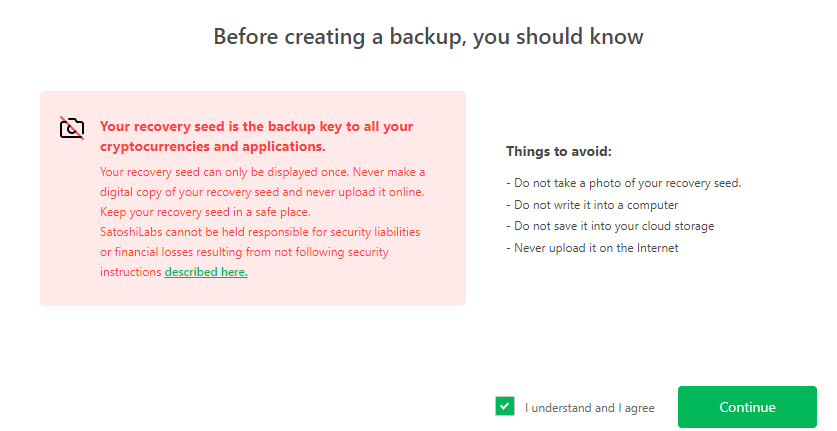 Before creating a backup, you should know
Your recovery seed is the backup key to all your
cryptocurrencies and applications.
Your recovery seed can only be displayed once. Never make a
digital copy of your recovery seed and never upload it online.
Keep your recovery seed in a safe place.
SatoshiLabs cannot be held responsible for security liabilities
or financial losses resulting from not following security
instructions described here.
Things to avoid:
- Do not take a photo of your recovery seed.
- Do not write it into a computer
- Do not save it into your cloud storage
- Never upload it on the Internet
I understand and I agree
Continue